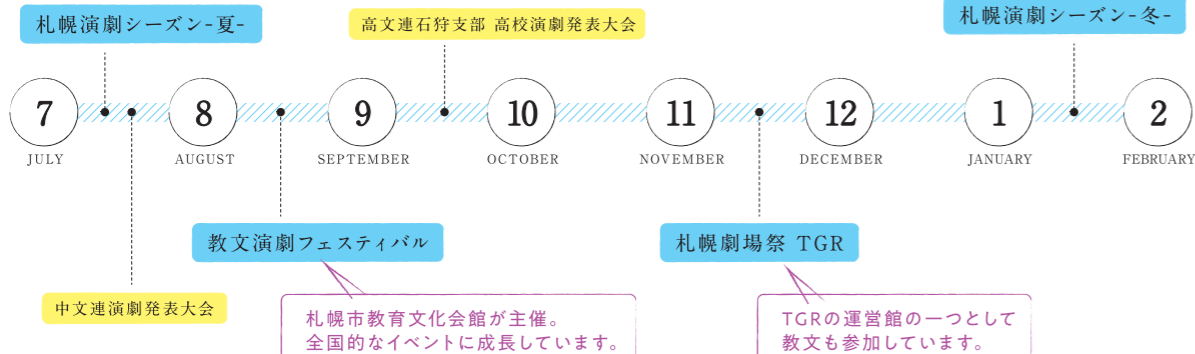 札幌演劇シーズン-夏-
高文連石狩支部 高校演劇発表大会
札幌演劇シーズン-冬-
7
8
9
10
11
12
1
2
JULY
AUGUST
SEPTEMBER
OCTOBER
NOVEMBER
DECEMBER
JANUARY
FEBRUARY
教文演劇フェスティバル
札幌劇場祭 TGR
中文連演劇発表大会
札幌市教育文化会館が主催。
全国的なイベントに成長しています。
TGRの運営館の一つとして
教文も参加しています。